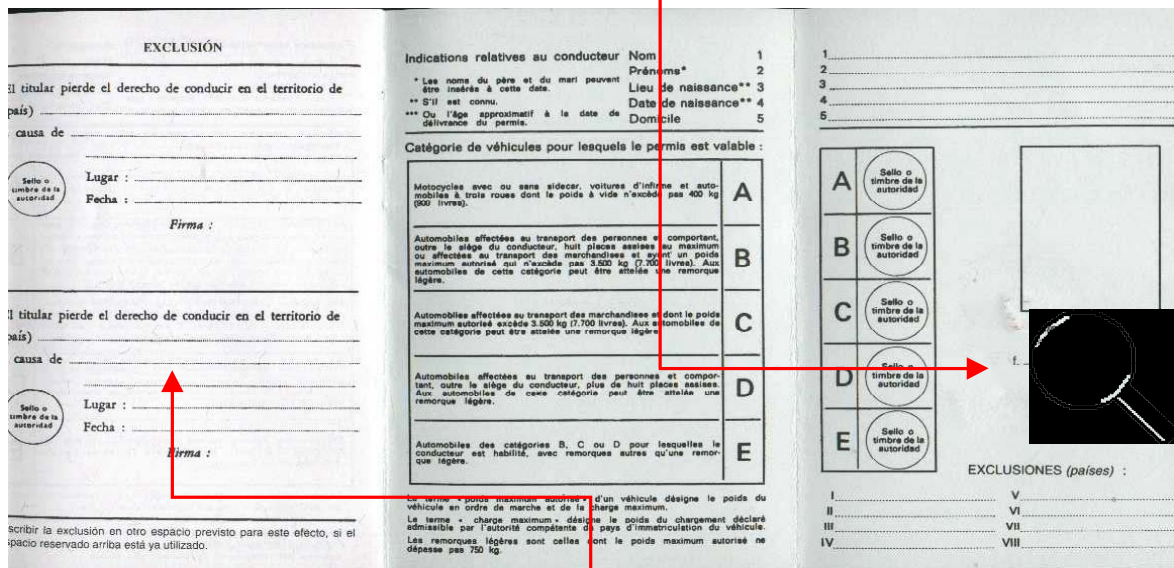 EXCLUSIÓN
El titular pierde el derecho de conducir en el territorio de
país)
causa de
Sello o
timbre de la
autoridad
Lugar :
Fecha :
Firma :
El titular pierde el derecho de conducir en el territorio de
país)
causa de
Sello o
timbre de la
autoridad
Lugar :
Fecha :
Firma :
scribir la exclusión en otro espacio previsto para este efecto, si el
spacio reservado arriba está ya utilizado.
Indications relatives au conducteur
Nom 1
Prénoms* 2
Lieu de naissance** 3
Date de naissance** 4
Domicile 5
* Les noms du père et du mari peuvent
être insérés à cette date.
** S'il est connu.
*** Ou l'âge approximatif à la date de
délivrance du permis.
Catégorie de véhicules pour lesquels le permis est valable :
Motocycles avec ou sans sidecar, voitures d'infirme et auto-
mobiles à trois roues dont le poids à vide n'excède pas 400 kg
(900 livres).
A
Automobiles affectées au transport des personnes et comportant,
outre le siège du conducteur, huit places assises au maximum
ou affectées au transport des marchandises et ayant un poids
maximum autorisé qui n'excède pas 3.500 kg (7.700 livres). Aux
automobiles de cette catégorie peut être attelée une remorque
légère.
B
Automobiles affectées au transport des marchandises et dont le poids
maximum autorisé excède 3.500 kg (7.700 livres). Aux automobiles de
cette catégorie peut être attelée une remorque légère.
C
Automobiles affectées au transport des personnes et compor-
tant, outre le siège du conducteur, plus de huit places assises.
Aux automobiles de cette catégorie peut être attelée une
remorque légère.
D
Automobiles des catégories B, C ou D pour lesquelles le
conducteur est habilité, avec remorques autres qu'une remor-
que légère.
E
Le terme « poids maximum autorisé » d'un véhicule désigne le poids du
véhicule en ordre de marche et de la charge maximum.
Le terme « charge maximum » désigne le poids du chargement déclaré
admissible par l'autorité compétente du pays d'immatriculation du véhicule.
Les remorques légères sont celles dont le poids maximum autorisé ne
dépasse pas 750 kg.
1
2
3
4
5
A
Sello o
timbre de la
autoridad
B
Sello o
timbre de la
autoridad
C
Sello o
timbre de la
autoridad
D
Sello o
timbre de la
autoridad
E
Sello o
timbre de la
autoridad
f.
EXCLUSIONES (países) :
I V
II VI
III VII
IV VIII